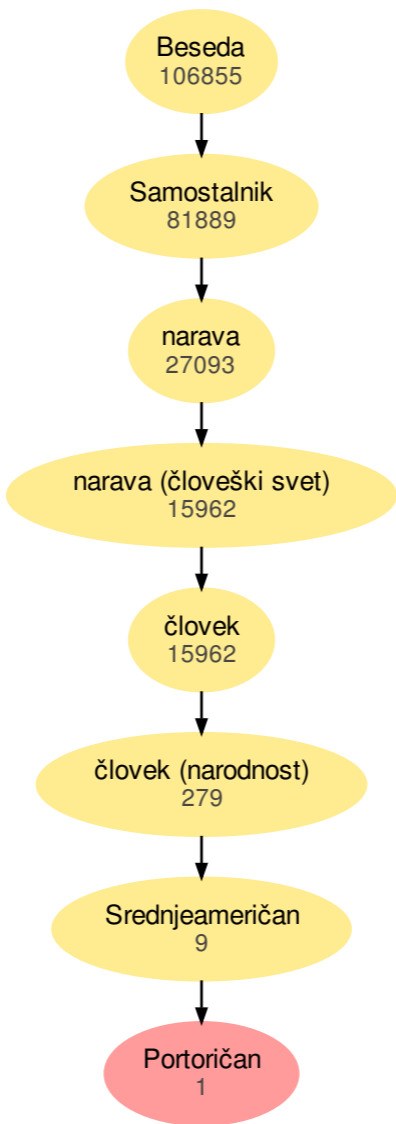 Beseda
106855
Samostalnik
81889
narava
27093
narava (človeški svet)
15962
človek
15962
človek (narodnost)
279
Srednjeameričan
9
Portoričan
1